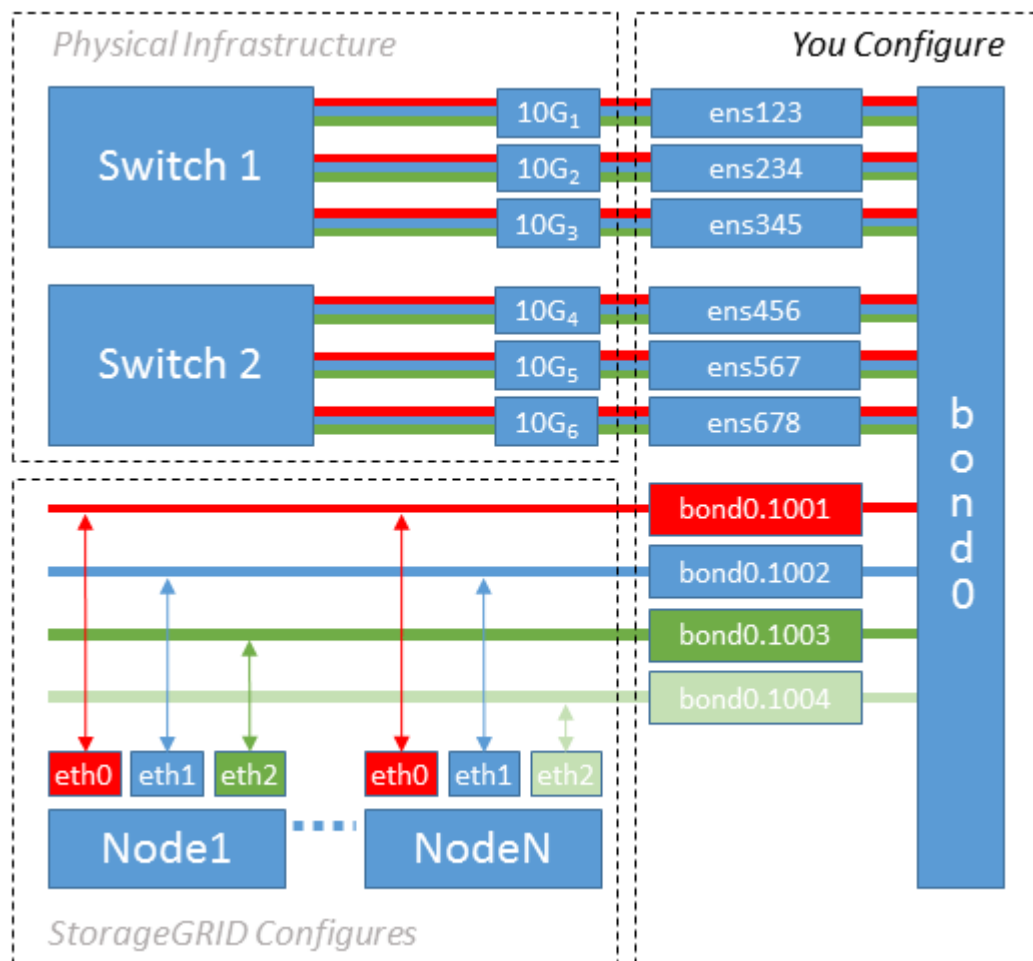 Physical Infrastructure
You Configure
Switch 1
10G₁
ens123
10G₂
ens234
10G₃
ens345
Switch 2
10G₄
ens456
10G₅
ens567
10G₆
ens678
bond0
bond0.1001
bond0.1002
bond0.1003
bond0.1004
eth0
eth1
eth2
eth0
eth1
eth2
Node1
NodeN
StorageGRID Configures